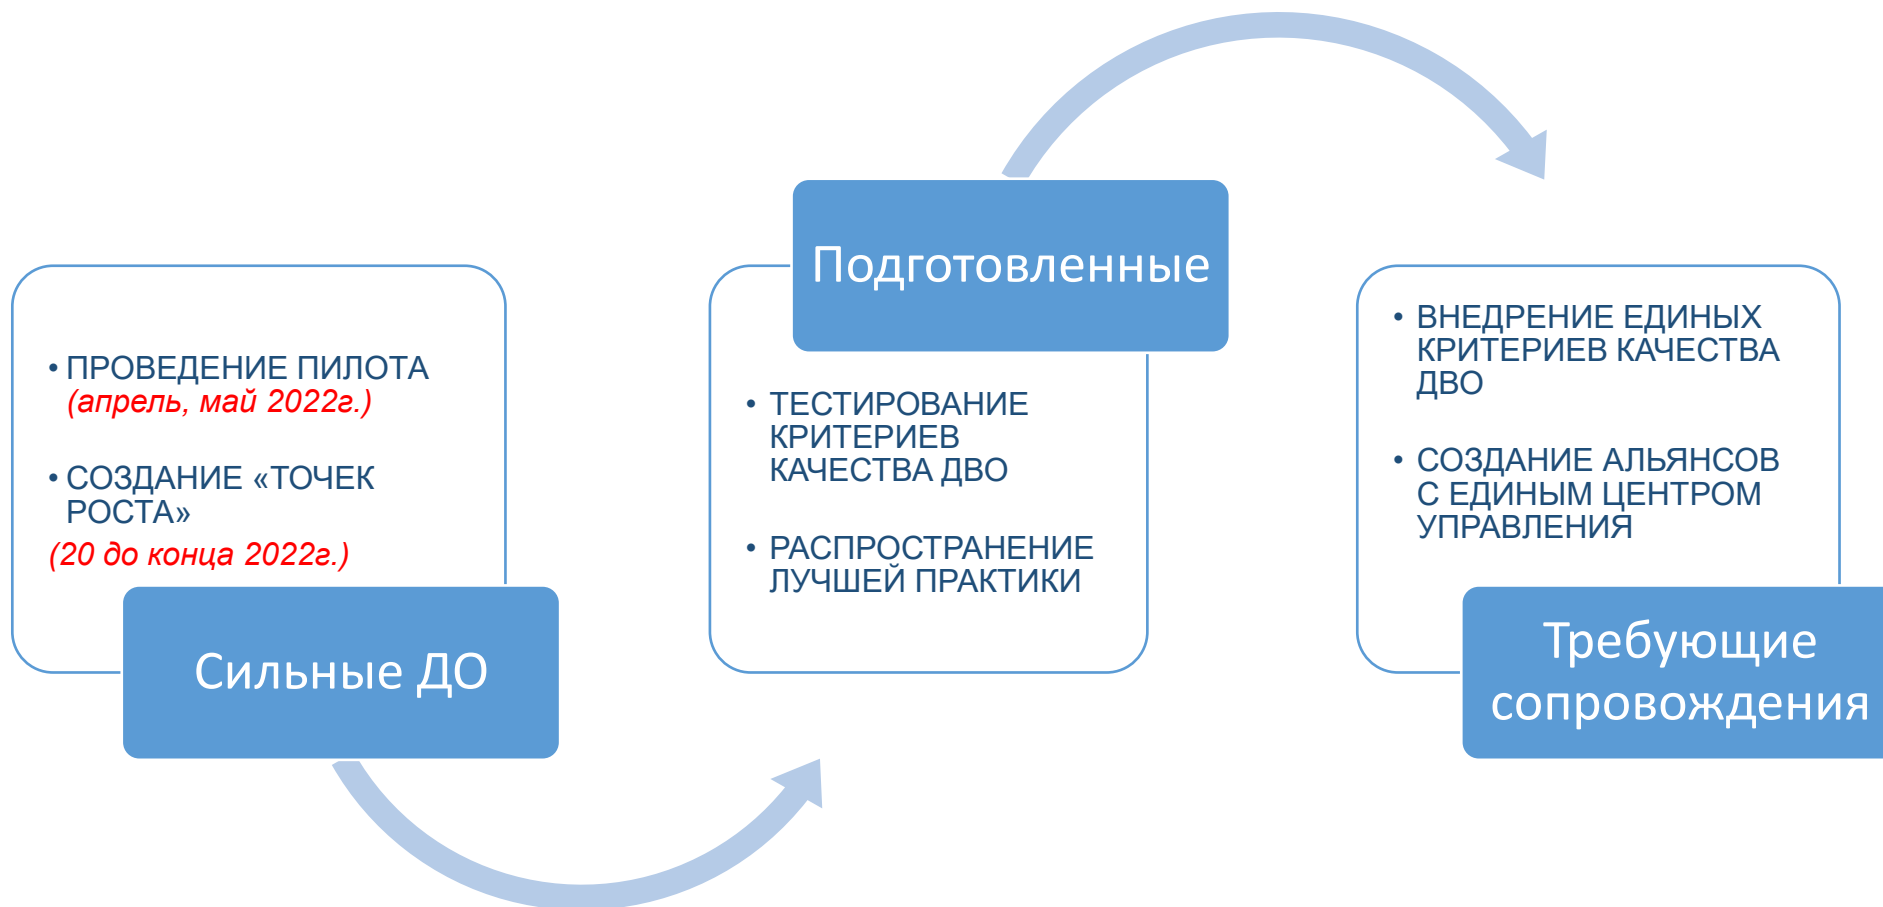 • ПРОВЕДЕНИЕ ПИЛОТА
(апрель, май 2022г.)
• СОЗДАНИЕ «ТОЧЕК
РОСТА»
(20 до конца 2022г.)
Сильные ДО
Подготовленные
• ТЕСТИРОВАНИЕ
КРИТЕРИЕВ
КАЧЕСТВА ДВО
• РАСПРОСТРАНЕНИЕ
ЛУЧШЕЙ ПРАКТИКИ
• ВНЕДРЕНИЕ ЕДИНЫХ
КРИТЕРИЕВ КАЧЕСТВА
ДВО
• СОЗДАНИЕ АЛЬЯНСОВ
С ЕДИНЫМ ЦЕНТРОМ
УПРАВЛЕНИЯ
Требующие
сопровождения